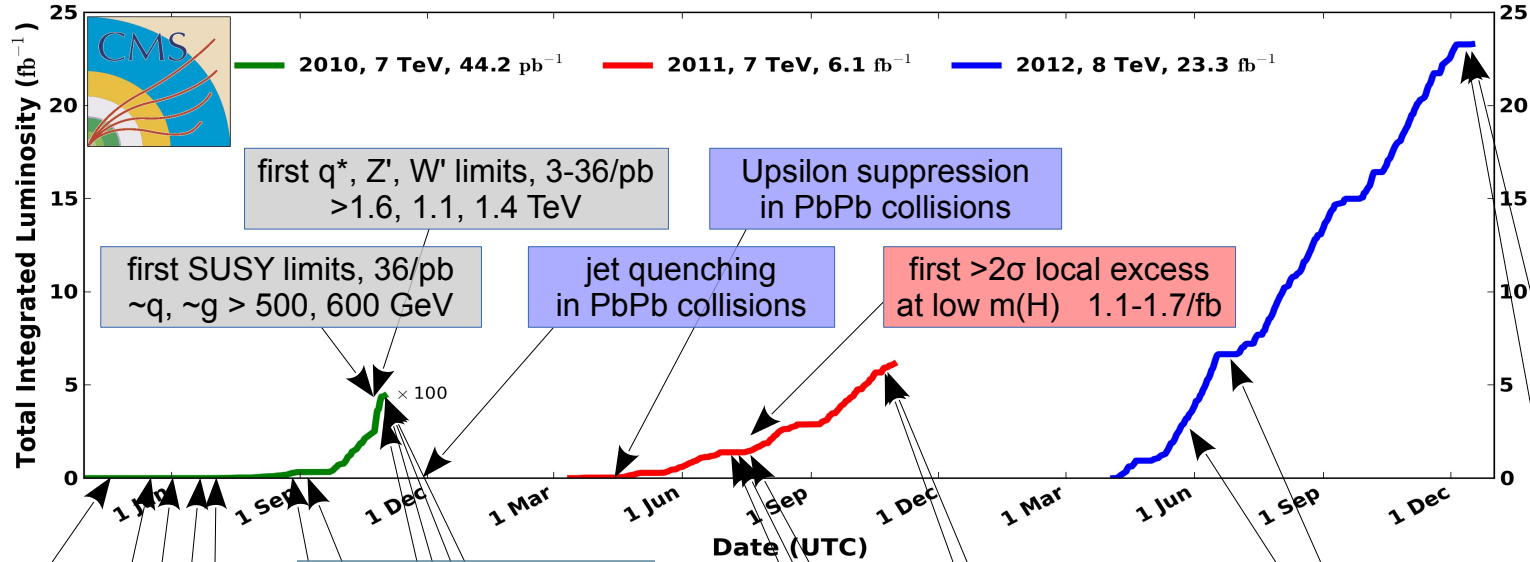 CMS
2010, 7 TeV, 44.2 pb⁻¹
2011, 7 TeV, 6.1 fb⁻¹
2012, 8 TeV, 23.3 fb⁻¹
Total Integrated Luminosity (fb⁻¹)
25
20
15
10
5
0
25
20
15
10
5
0
first q*, Z', W' limits, 3-36/pb
>1.6, 1.1, 1.4 TeV
Upsilon suppression
in PbPb collisions
first SUSY limits, 36/pb
~q, ~g > 500, 600 GeV
jet quenching
in PbPb collisions
first >2σ local excess
at low m(H) 1.1-1.7/fb
× 100
1 Jun
1 Sep
1 Dec
1 Mar
1 Jun
1 Sep
1 Dec
1 Mar
1 Jun
1 Sep
1 Dec
Date (UTC)